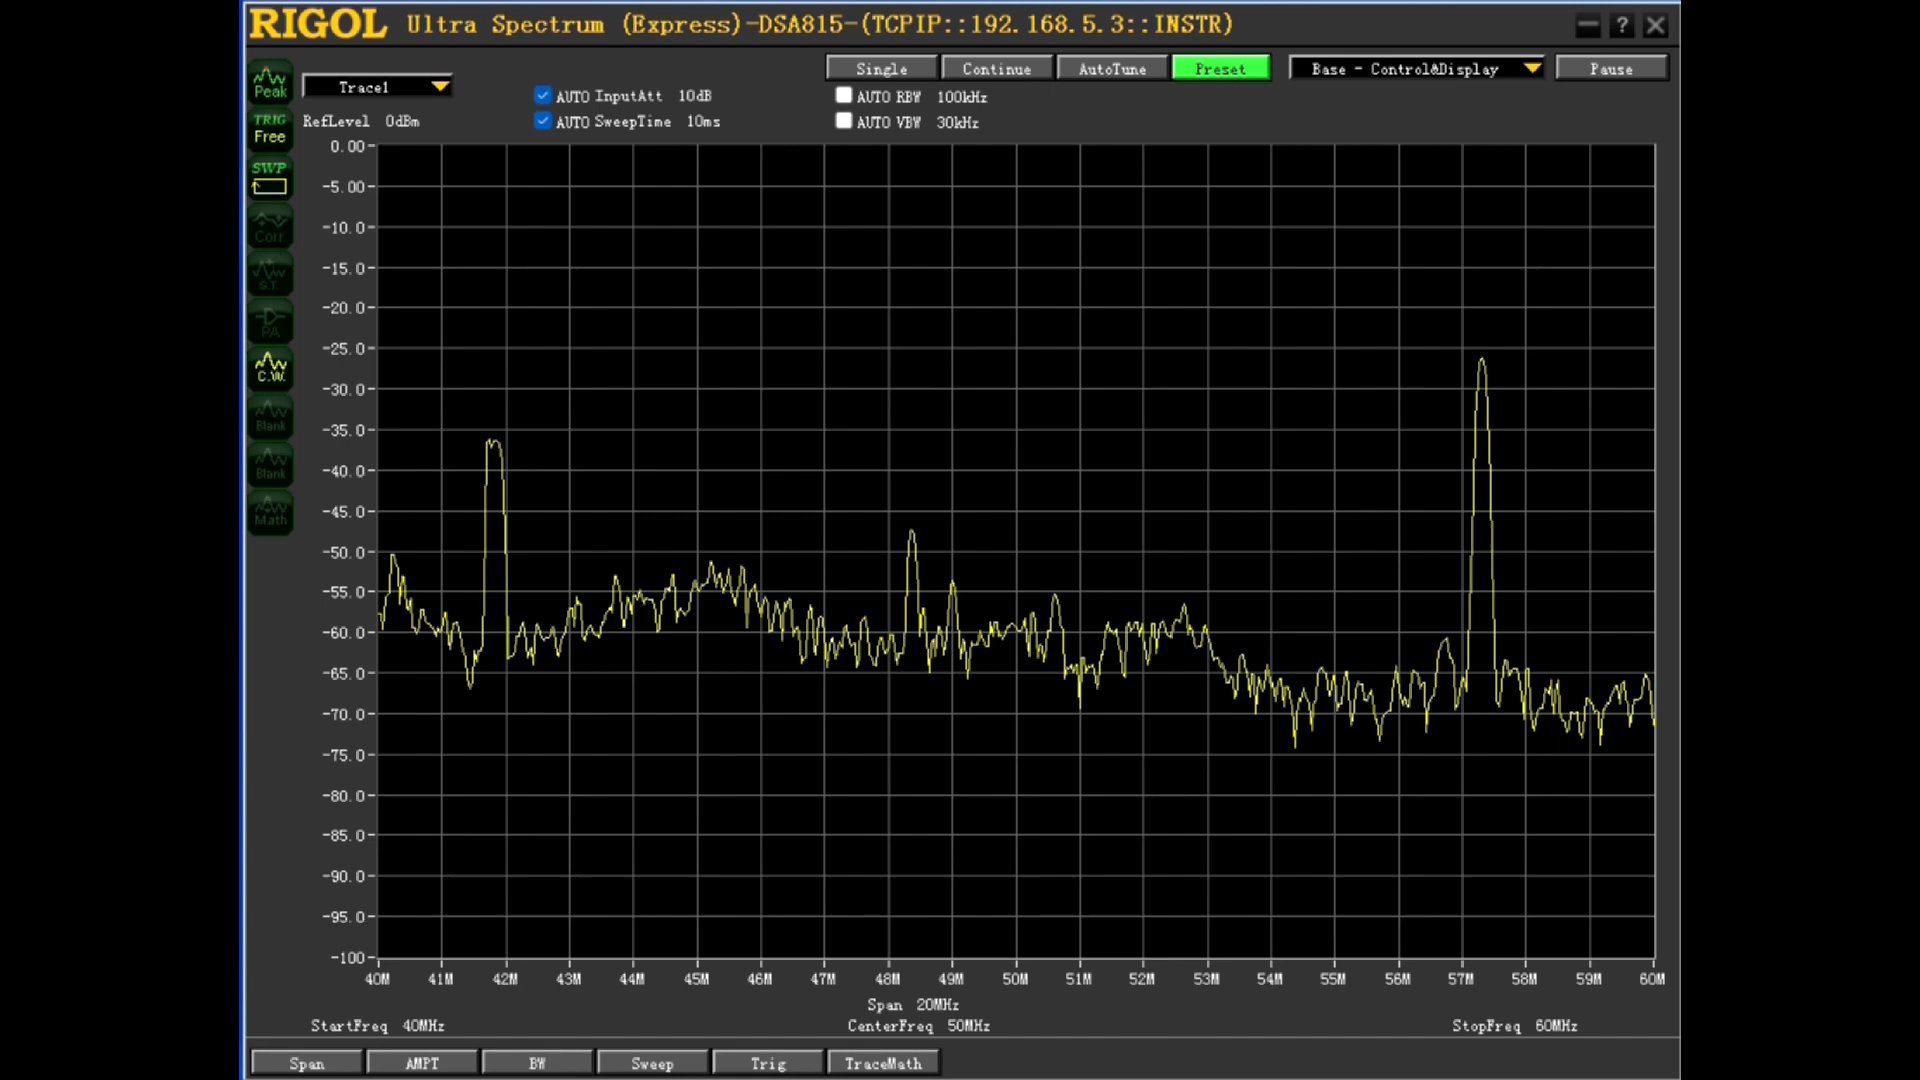 RIGOL Ultra Spectrum (Express)-DSA815-(TCPIP::192.168.5.3::INSTR)
?
Single Continue AutoTune Preset Base - Control&Display Pause
Peak
Trace1
AUTO InputAtt 10dB
AUTO RBW 100kHz
TRIG
Free
RefLevel 0dBm
AUTO SweepTime 10ms
AUTO VBW 30kHz
SWP
Corr
S.T.
PA
C.W.
Blank
Blank
Math
0.00
-5.00
-10.0
-15.0
-20.0
-25.0
-30.0
-35.0
-40.0
-45.0
-50.0
-55.0
-60.0
-65.0
-70.0
-75.0
-80.0
-85.0
-90.0
-95.0
-100
40M 41M 42M 43M 44M 45M 46M 47M 48M 49M 50M 51M 52M 53M 54M 55M 56M 57M 58M 59M 60M
Span 20MHz
StartFreq 40MHz CenterFreq 50MHz StopFreq 60MHz
Span AMPT BW Sweep Trig TraceMath